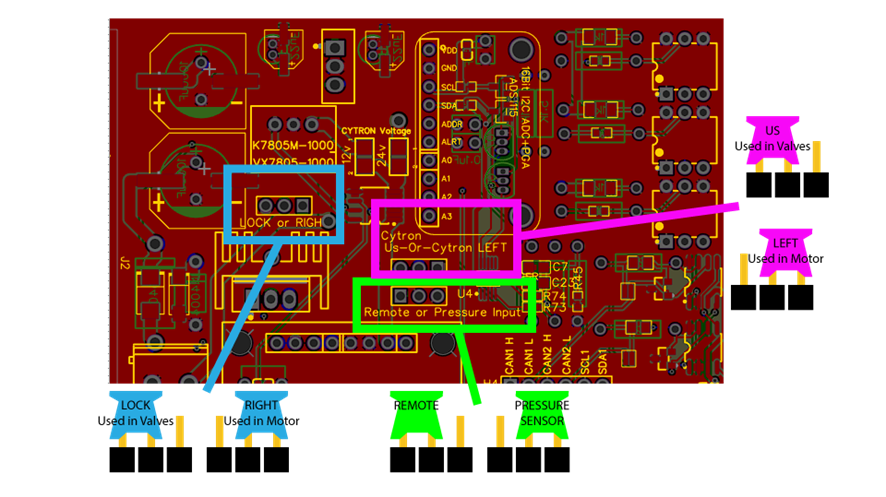 VDD
GND
SCL
SDA
ADDR
ALRT
A0
A1
A2
A3
16Bit I2C ADC+PGA
ADS1115
CYTRON Voltage
12v
24v
K7805M-1000
VX7805-1000
LOCK or RIGH
Cytron
Us-Or-Cytron LEFT
J2
U4
C7
C23
R74
R73
R45
Remote or Pressure Input
CAN1 H
CAN1 L
CAN2 H
CAN2 L
SCL1
SDA1
US
Used in Valves
LEFT
Used in Motor
LOCK
Used in Valves
RIGHT
Used in Motor
REMOTE
PRESSURE
SENSOR